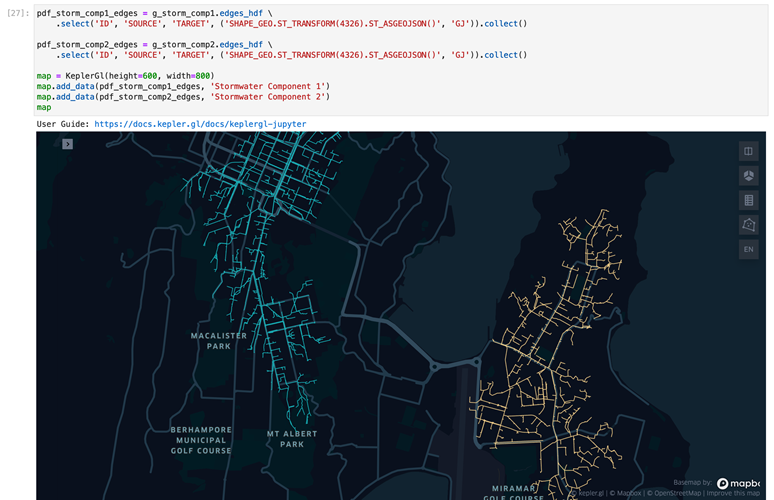 [27]:
pdf_storm_comp1_edges = g_storm_comp1.edges_hdf \
.select('ID', 'SOURCE', 'TARGET', ('SHAPE_GEO.ST_TRANSFORM(4326).ST_ASGEOJSON()', 'GJ')).collect()
pdf_storm_comp2_edges = g_storm_comp2.edges_hdf \
.select('ID', 'SOURCE', 'TARGET', ('SHAPE_GEO.ST_TRANSFORM(4326).ST_ASGEOJSON()', 'GJ')).collect()
map = KeplerGl(height=600, width=800)
map.add_data(pdf_storm_comp1_edges, 'Stormwater Component 1')
map.add_data(pdf_storm_comp2_edges, 'Stormwater Component 2')
map
User Guide: https://docs.kepler.gl/docs/keplergl-jupyter
EN
MACALISTER
PARK
BERHAMPORE
MUNICIPAL
GOLF COURSE
MT ALBERT
PARK
MIRAMAR
GOLF COURSE
Basemap by: mapbox
© kepler.gl | © Mapbox | © OpenStreetMap | Improve this map